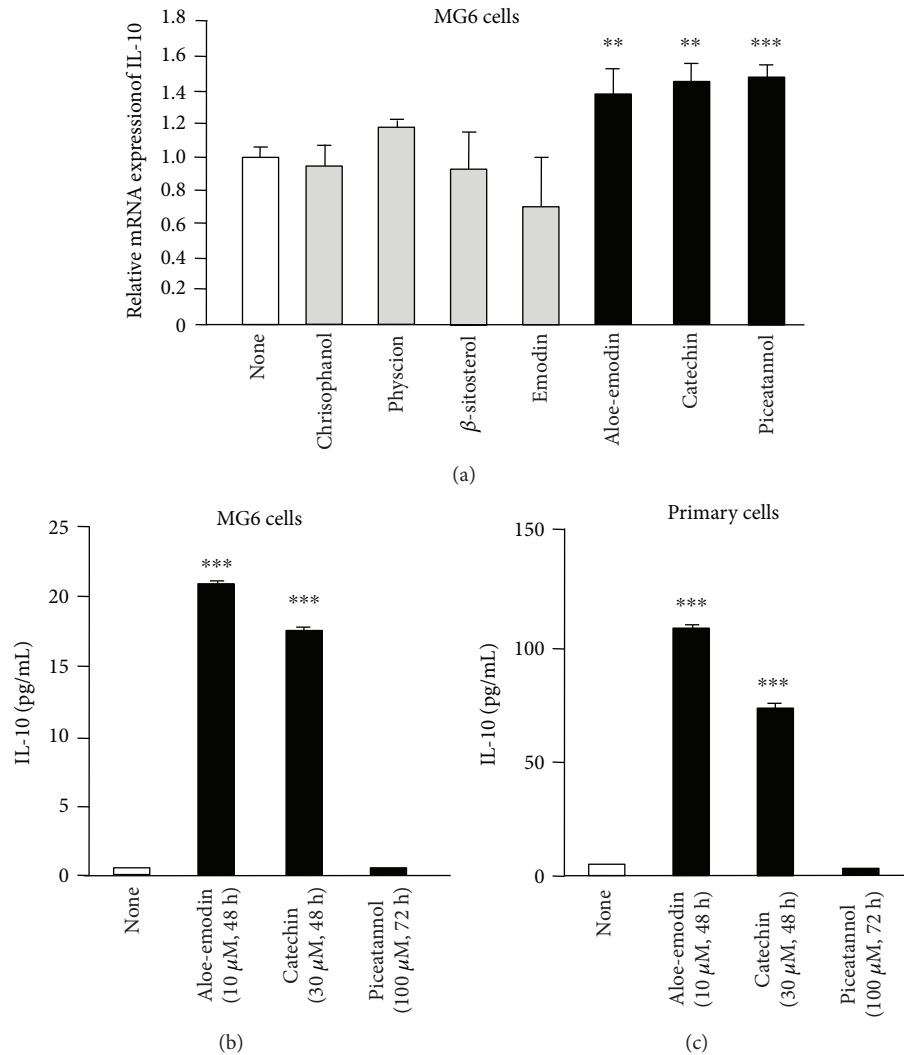 MG6 cells
Relative mRNA expressionof IL-10
1.8
1.6
1.4
1.2
1.0
0.8
0.6
0.4
0.2
0
** ** ***
None
Chrisophanol
Physcion
β-sitosterol
Emodin
Aloe-emodin
Catechin
Piceatannol
(a)
MG6 cells
IL-10 (pg/mL)
25
20
15
10
5
0
***
***
None
Aloe-emodin
(10 μM, 48 h)
Catechin
(30 μM, 48 h)
Piceatannol
(100 μM, 72 h)
(b)
Primary cells
IL-10 (pg/mL)
150
100
50
0
***
***
None
Aloe-emodin
(10 μM, 48 h)
Catechin
(30 μM, 48 h)
Piceatannol
(100 μM, 72 h)
(c)